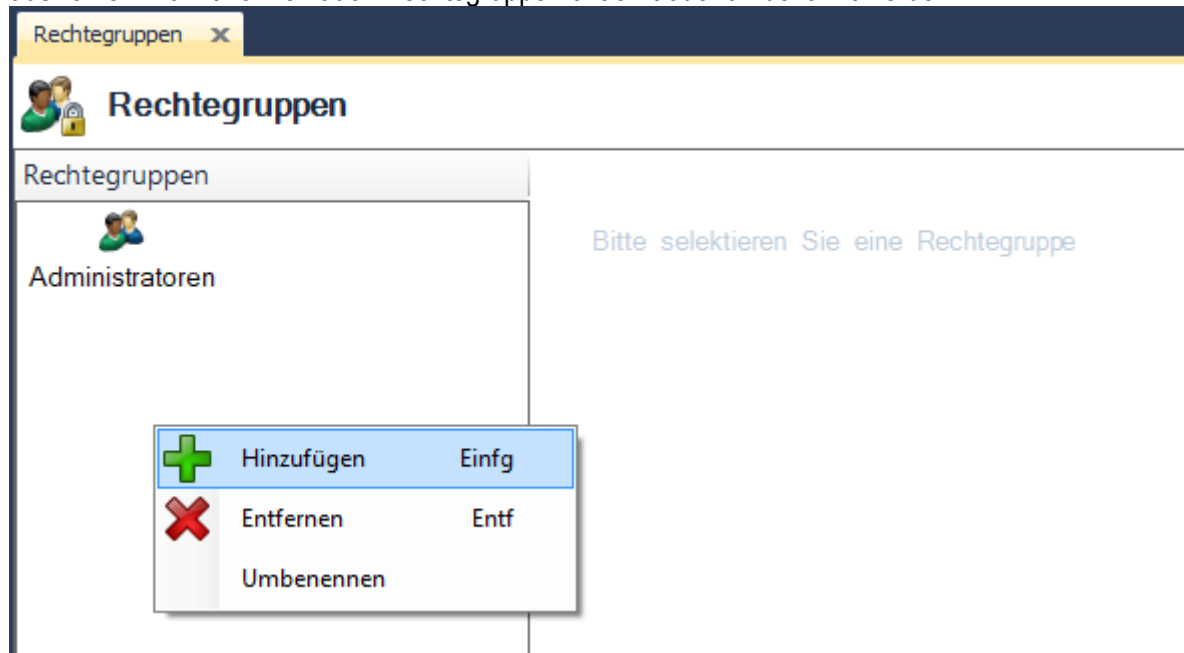 Rechtegruppen
Rechtegruppen
Rechtegruppen
Bitte selektieren Sie eine Rechtegruppe
Administratoren
Hinzufügen Einfg
Entfernen Entf
Umbenennen